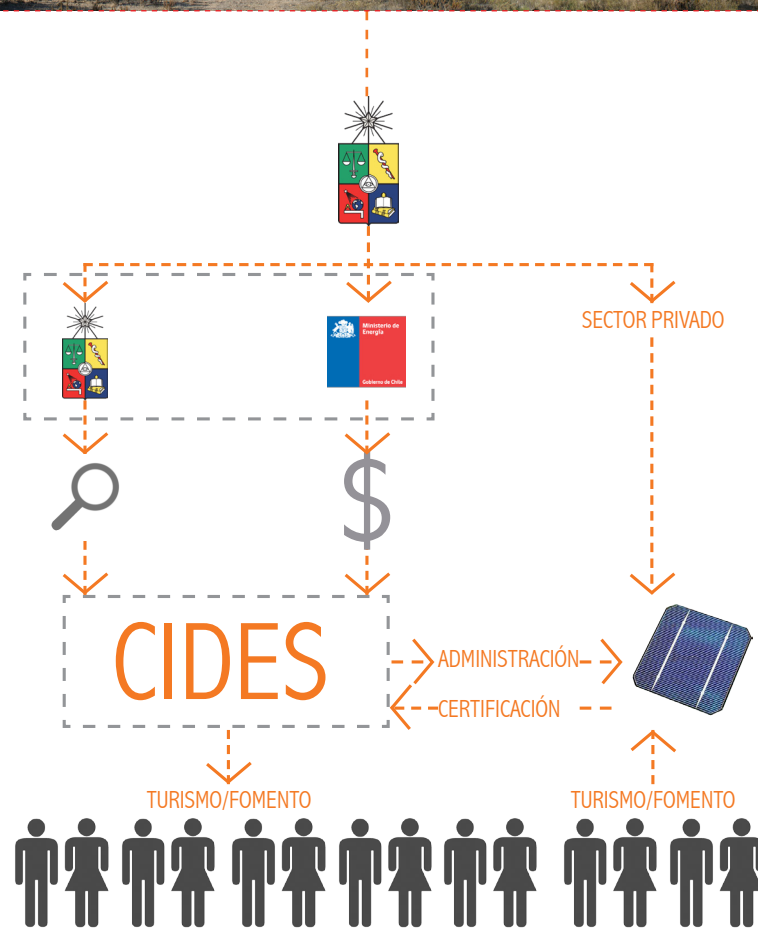 Ministerio de
Energía
Gobierno de Chile
SECTOR PRIVADO
$
CIDES
ADMINISTRACIÓN
CERTIFICACIÓN
TURISMO/FOMENTO
TURISMO/FOMENTO